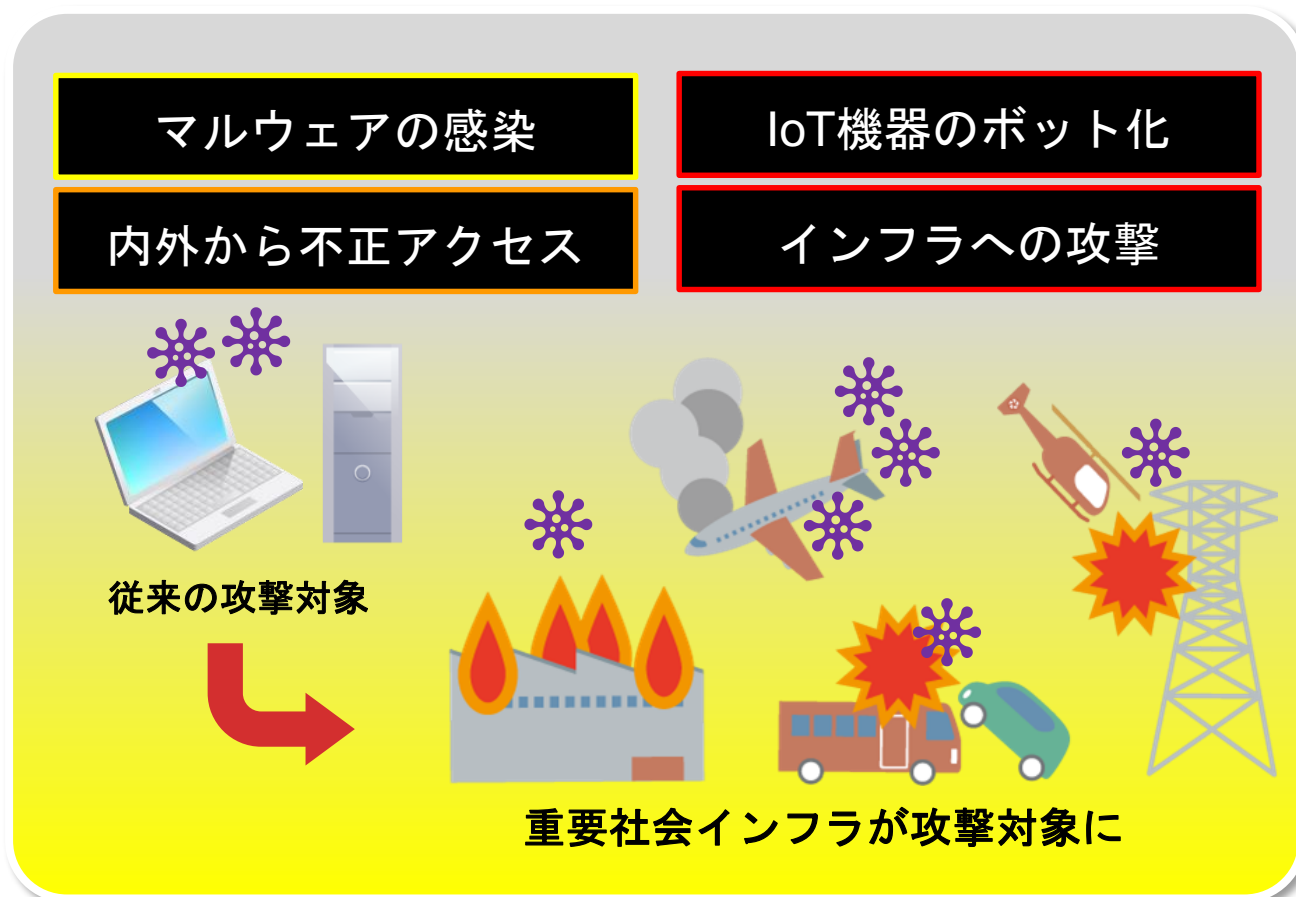 マルウェアの感染
IoT機器のボット化
内外から不正アクセス
インフラへの攻撃
従来の攻撃対象
重要社会インフラが攻撃対象に